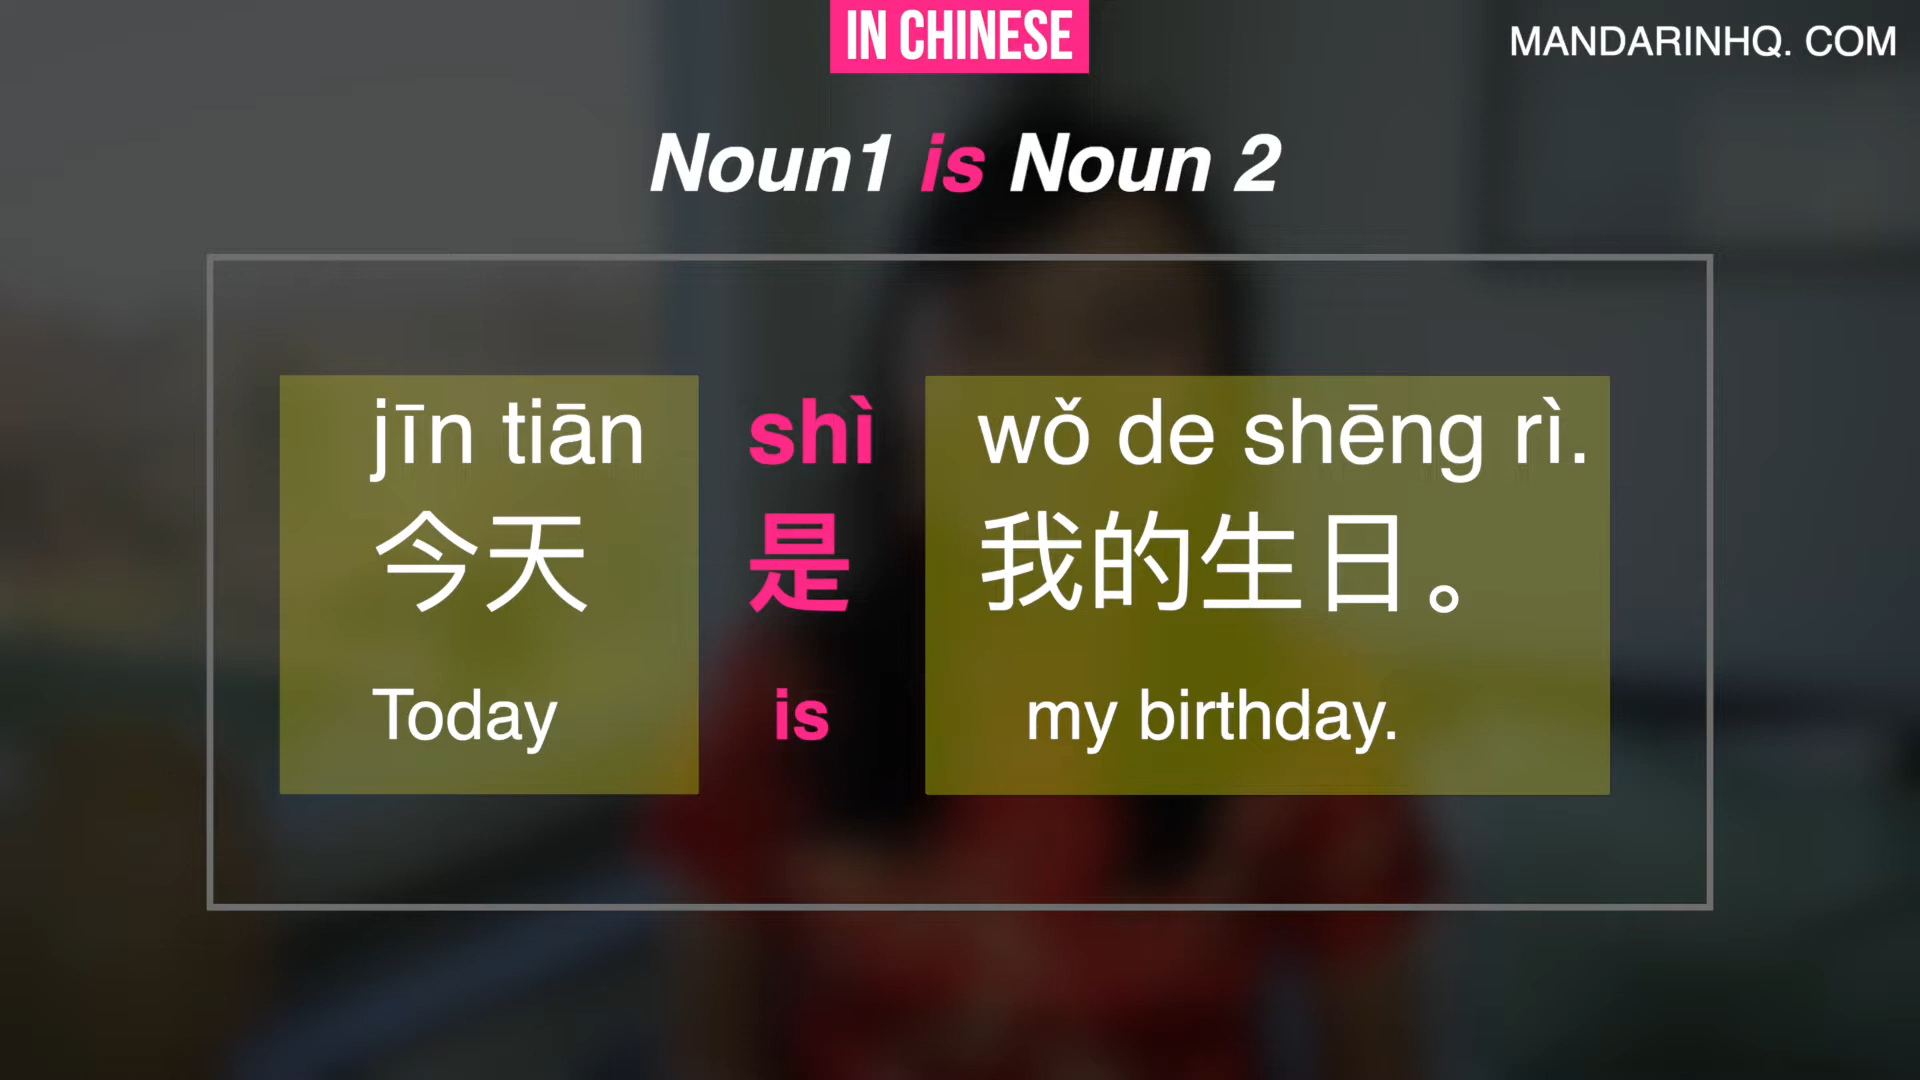 IN CHINESE
MANDARINHQ. COM
Noun1 is Noun 2
jīn tiān shì wǒ de shēng rì.
今天 是 我的生日。
Today is my birthday.